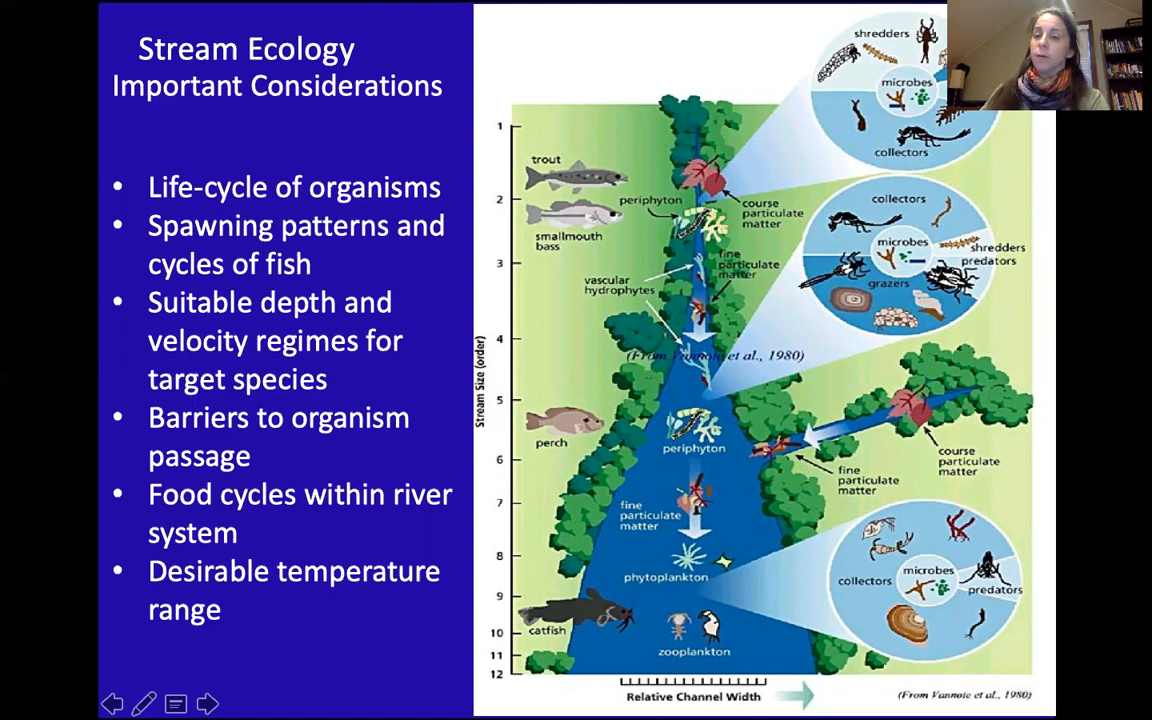 Stream Ecology
Important Considerations
• Life-cycle of organisms
• Spawning patterns and
cycles of fish
• Suitable depth and
velocity regimes for
target species
• Barriers to organism
passage
• Food cycles within river
system
• Desirable temperature
range
Stream Size (order)
1
2
3
4
5
6
7
8
9
10
11
12
trout
smallmouth
bass
perch
catfish
periphyton
course
particulate
matter
fine
particulate
matter
vascular
hydrophytes
(From Vannote et al., 1980)
shredders
microbes
collectors
collectors
microbes
shredders
predators
grazers
periphyton
fine
particulate
matter
course
particulate
matter
fine
particulate
matter
phytoplankton
zooplankton
microbes
collectors
predators
Relative Channel Width
(From Vannote et al., 1980)